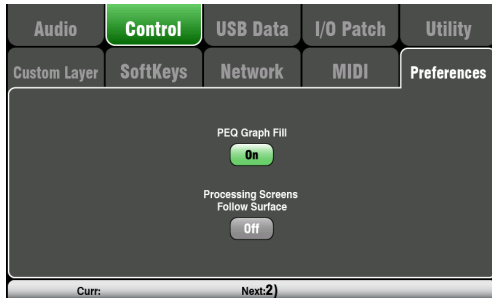 Audio Control USB Data I/O Patch Utility
Custom Layer SoftKeys Network MIDI Preferences
PEQ Graph Fill
On
Processing Screens
Follow Surface
Off
Curr: Next:2)